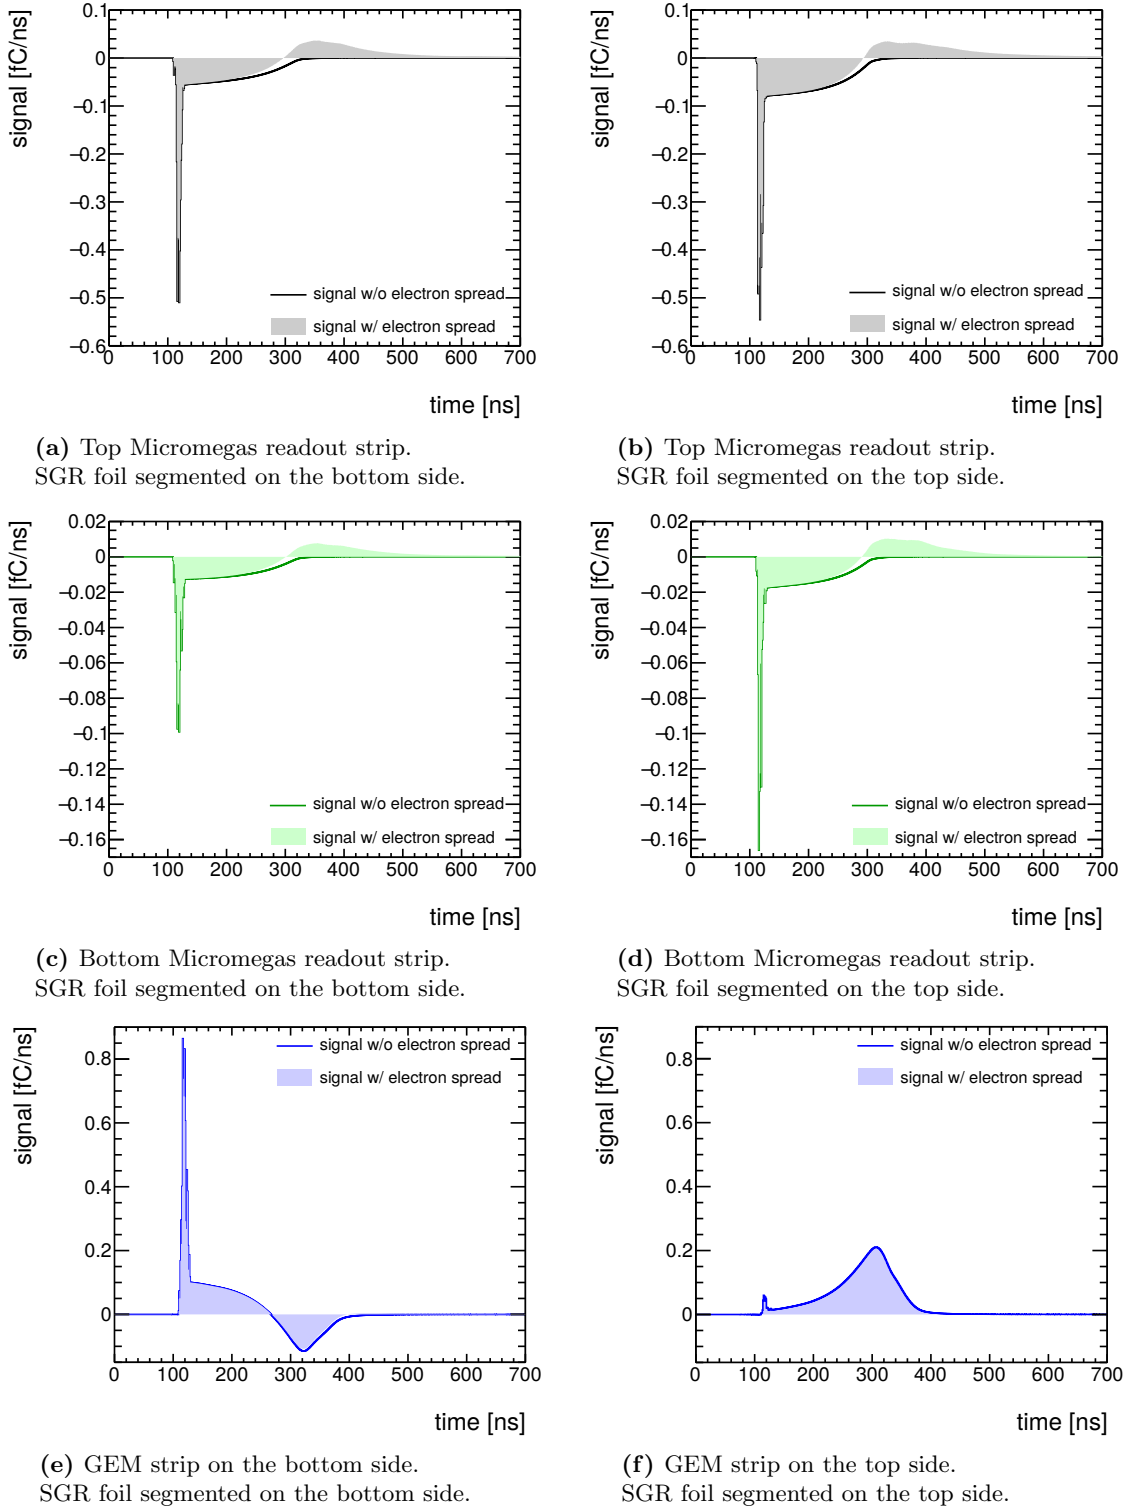 signal [fC/ns]
0.1
0
−0.1
−0.2
−0.3
−0.4
−0.5
−0.6
signal w/o electron spread
signal w/ electron spread
0 100 200 300 400 500 600 700
time [ns]
(a) Top Micromegas readout strip.
SGR foil segmented on the bottom side.
signal [fC/ns]
0.1
0
−0.1
−0.2
−0.3
−0.4
−0.5
−0.6
signal w/o electron spread
signal w/ electron spread
0 100 200 300 400 500 600 700
time [ns]
(b) Top Micromegas readout strip.
SGR foil segmented on the top side.
signal [fC/ns]
0.02
0
−0.02
−0.04
−0.06
−0.08
−0.1
−0.12
−0.14
−0.16
signal w/o electron spread
signal w/ electron spread
0 100 200 300 400 500 600 700
time [ns]
(c) Bottom Micromegas readout strip.
SGR foil segmented on the bottom side.
signal [fC/ns]
0.02
0
−0.02
−0.04
−0.06
−0.08
−0.1
−0.12
−0.14
−0.16
signal w/o electron spread
signal w/ electron spread
0 100 200 300 400 500 600 700
time [ns]
(d) Bottom Micromegas readout strip.
SGR foil segmented on the top side.
signal [fC/ns]
0.8
0.6
0.4
0.2
0
signal w/o electron spread
signal w/ electron spread
0 100 200 300 400 500 600 700
time [ns]
(e) GEM strip on the bottom side.
SGR foil segmented on the bottom side.
signal [fC/ns]
0.8
0.6
0.4
0.2
0
signal w/o electron spread
signal w/ electron spread
0 100 200 300 400 500 600 700
time [ns]
(f) GEM strip on the top side.
SGR foil segmented on the top side.